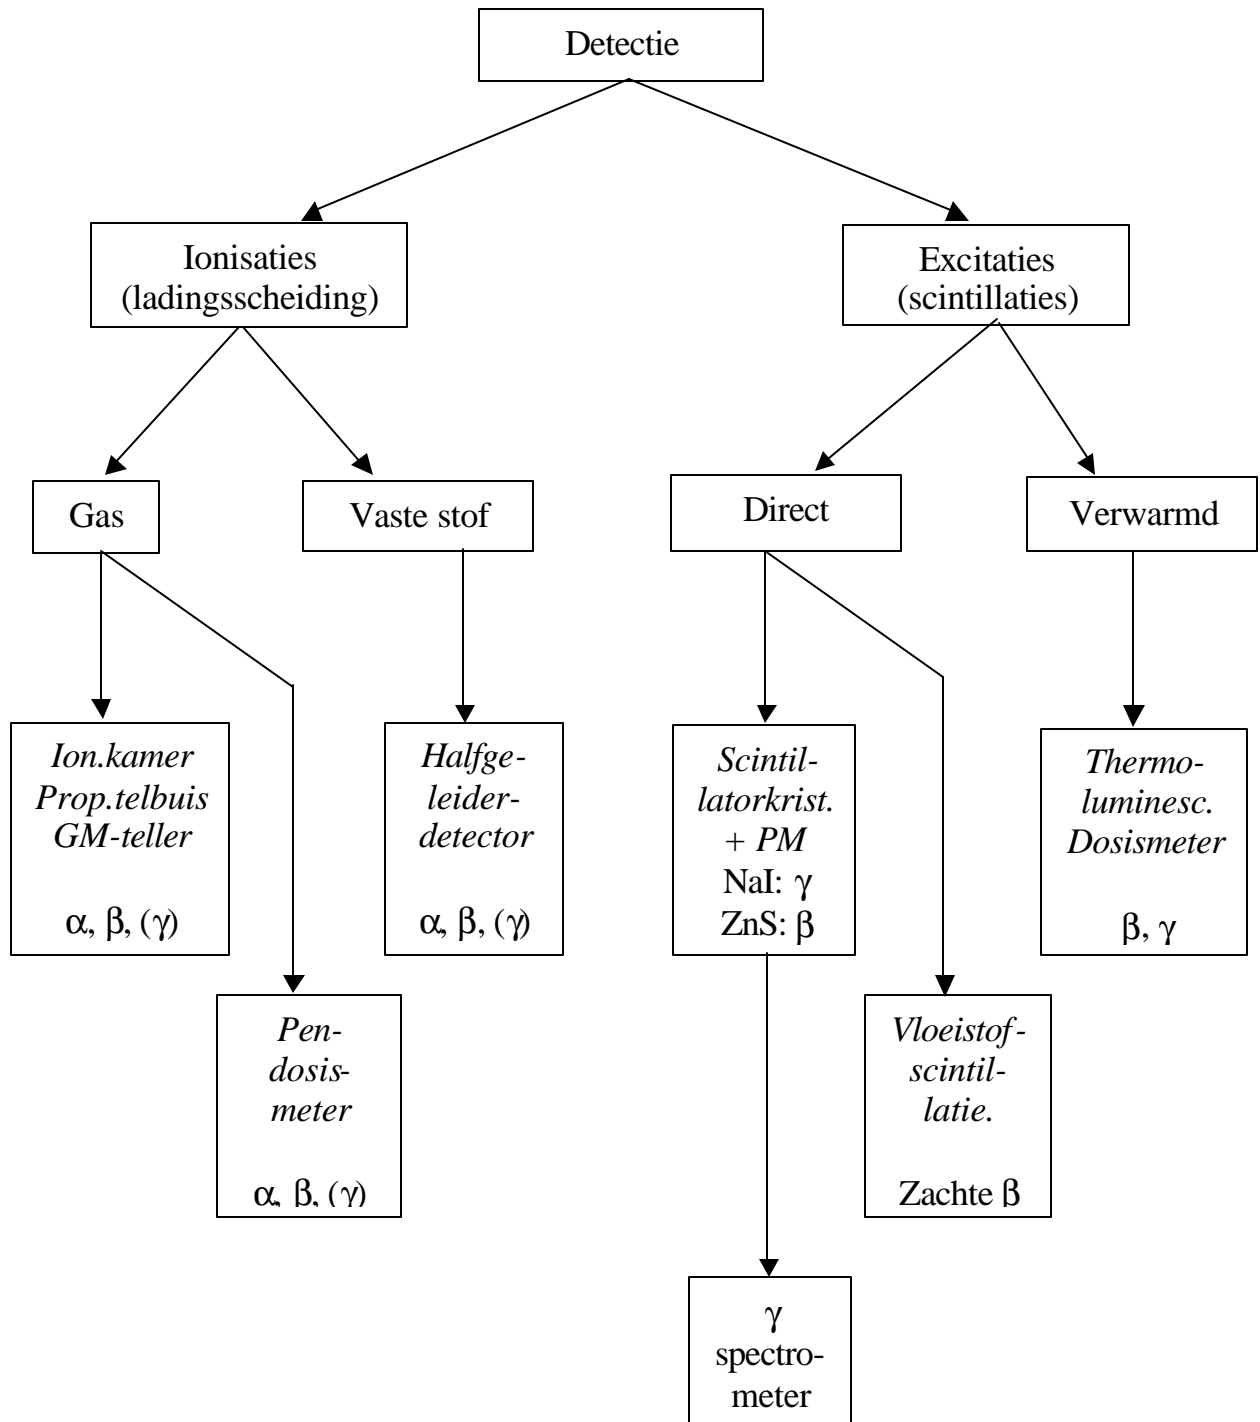 Detectie
Ionisaties
(ladingsscheiding)
Excitaties
(scintillaties)
Gas
Vaste stof
Direct
Verwarmd
Ion.kamer
Prop.telbuis
GM-teller
α, β, (γ)
Halfge-
leider-
detector
α, β, (γ)
Scintil-
latorkrist.
+ PM
NaI: γ
ZnS: β
Thermo-
luminesc.
Dosismeter
β, γ
Pen-
dosis-
meter
α, β, (γ)
Vloeistof-
scintil-
latie.
Zachte β
γ
spectro-
meter